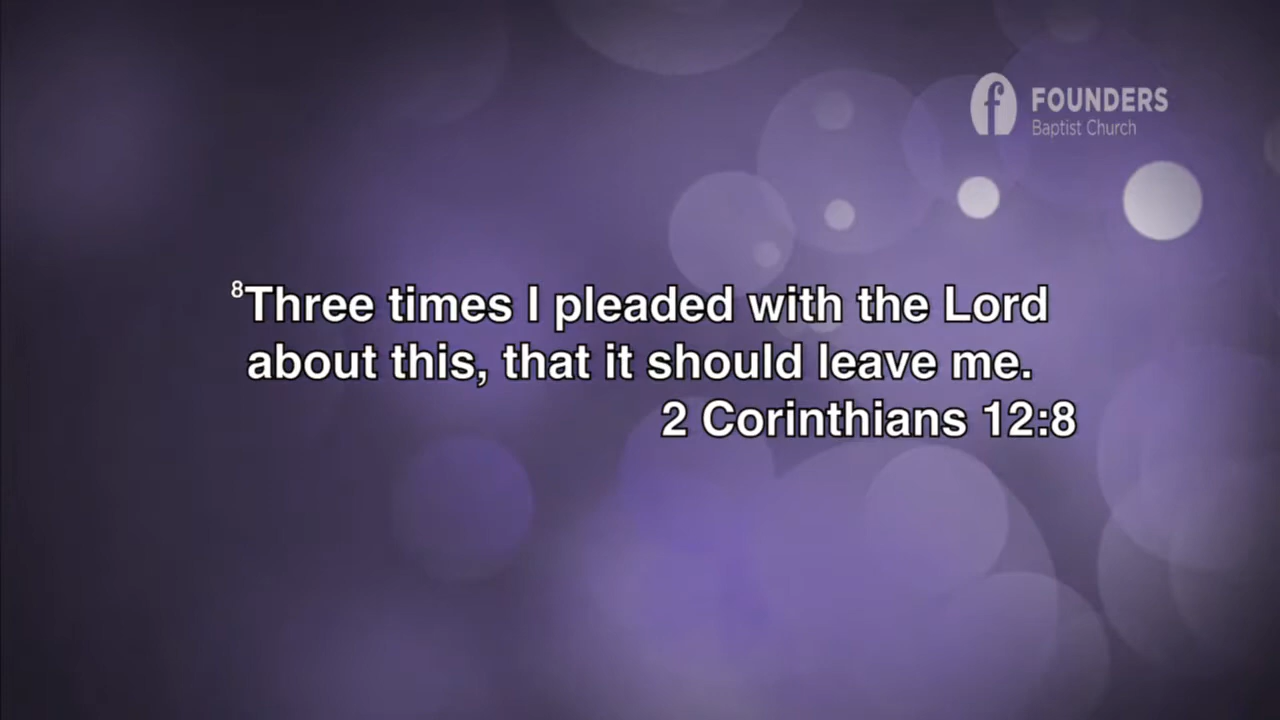 FOUNDERS
Baptist Church
⁸Three times I pleaded with the Lord
about this, that it should leave me.
2 Corinthians 12:8